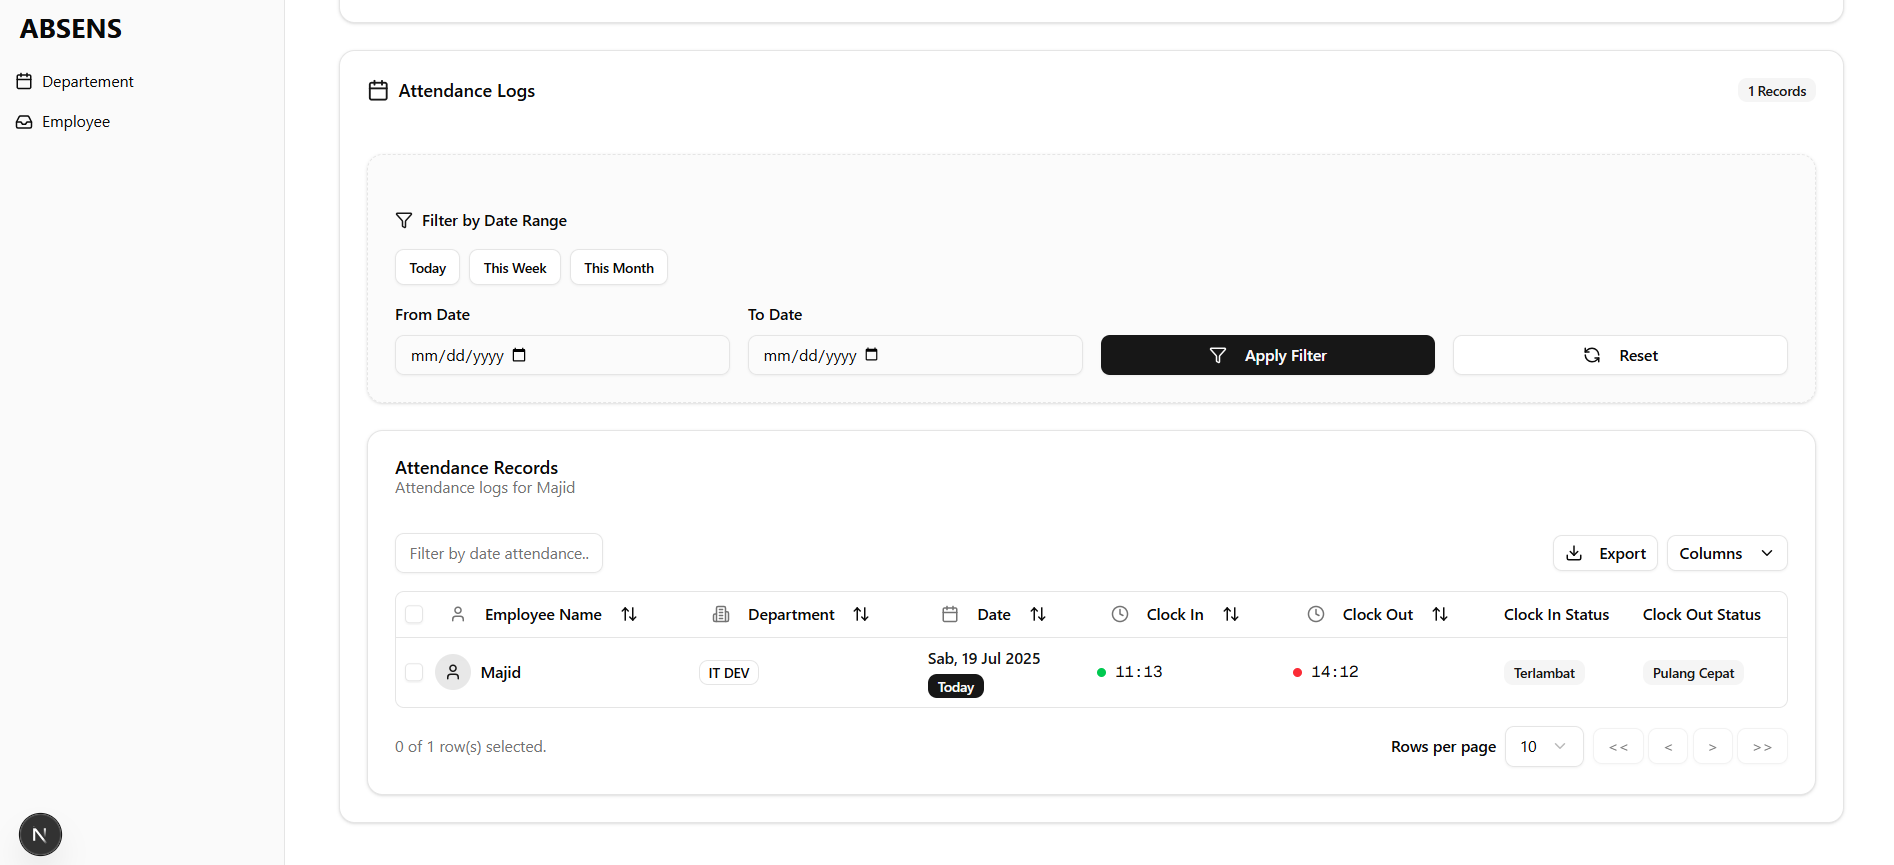 ABSENS
Departement
Employee
Attendance Logs
1 Records
Filter by Date Range
Today This Week This Month
From Date To Date
mm/dd/yyyy mm/dd/yyyy Apply Filter Reset
Attendance Records
Attendance logs for Majid
Filter by date attendance.. Export Columns
Employee Name Department Date Clock In Clock Out Clock In Status Clock Out Status
Majid IT DEV Sab, 19 Jul 2025 11:13 14:12 Terlambat Pulang Cepat
Today
0 of 1 row(s) selected. Rows per page 10 << < > >>
N